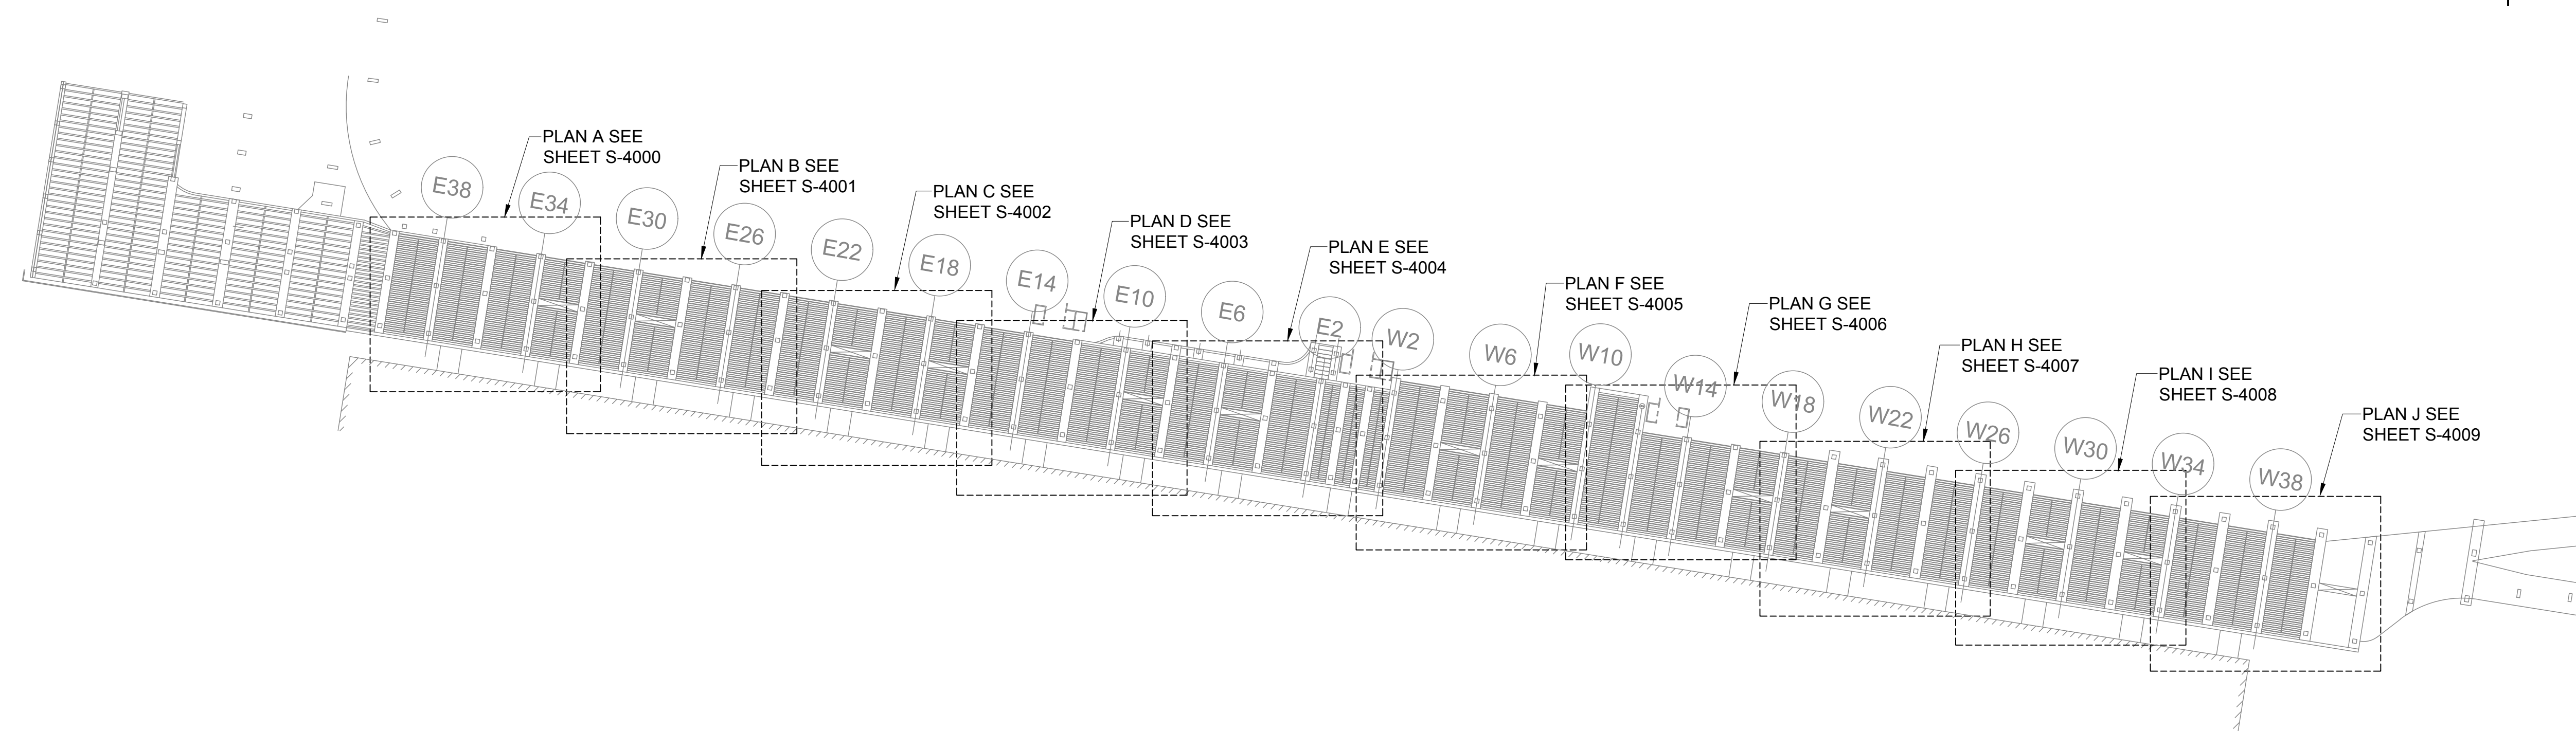 PLAN A SEE
SHEET S-4000
PLAN B SEE
SHEET S-4001
PLAN C SEE
SHEET S-4002
PLAN D SEE
SHEET S-4003
PLAN E SEE
SHEET S-4004
PLAN F SEE
SHEET S-4005
PLAN G SEE
SHEET S-4006
PLAN H SEE
SHEET S-4007
PLAN I SEE
SHEET S-4008
PLAN J SEE
SHEET S-4009
E38
E34
E30
E26
E22
E18
E14
E10
E6
E2
W2
W6
W10
W14
W18
W22
W26
W30
W34
W38